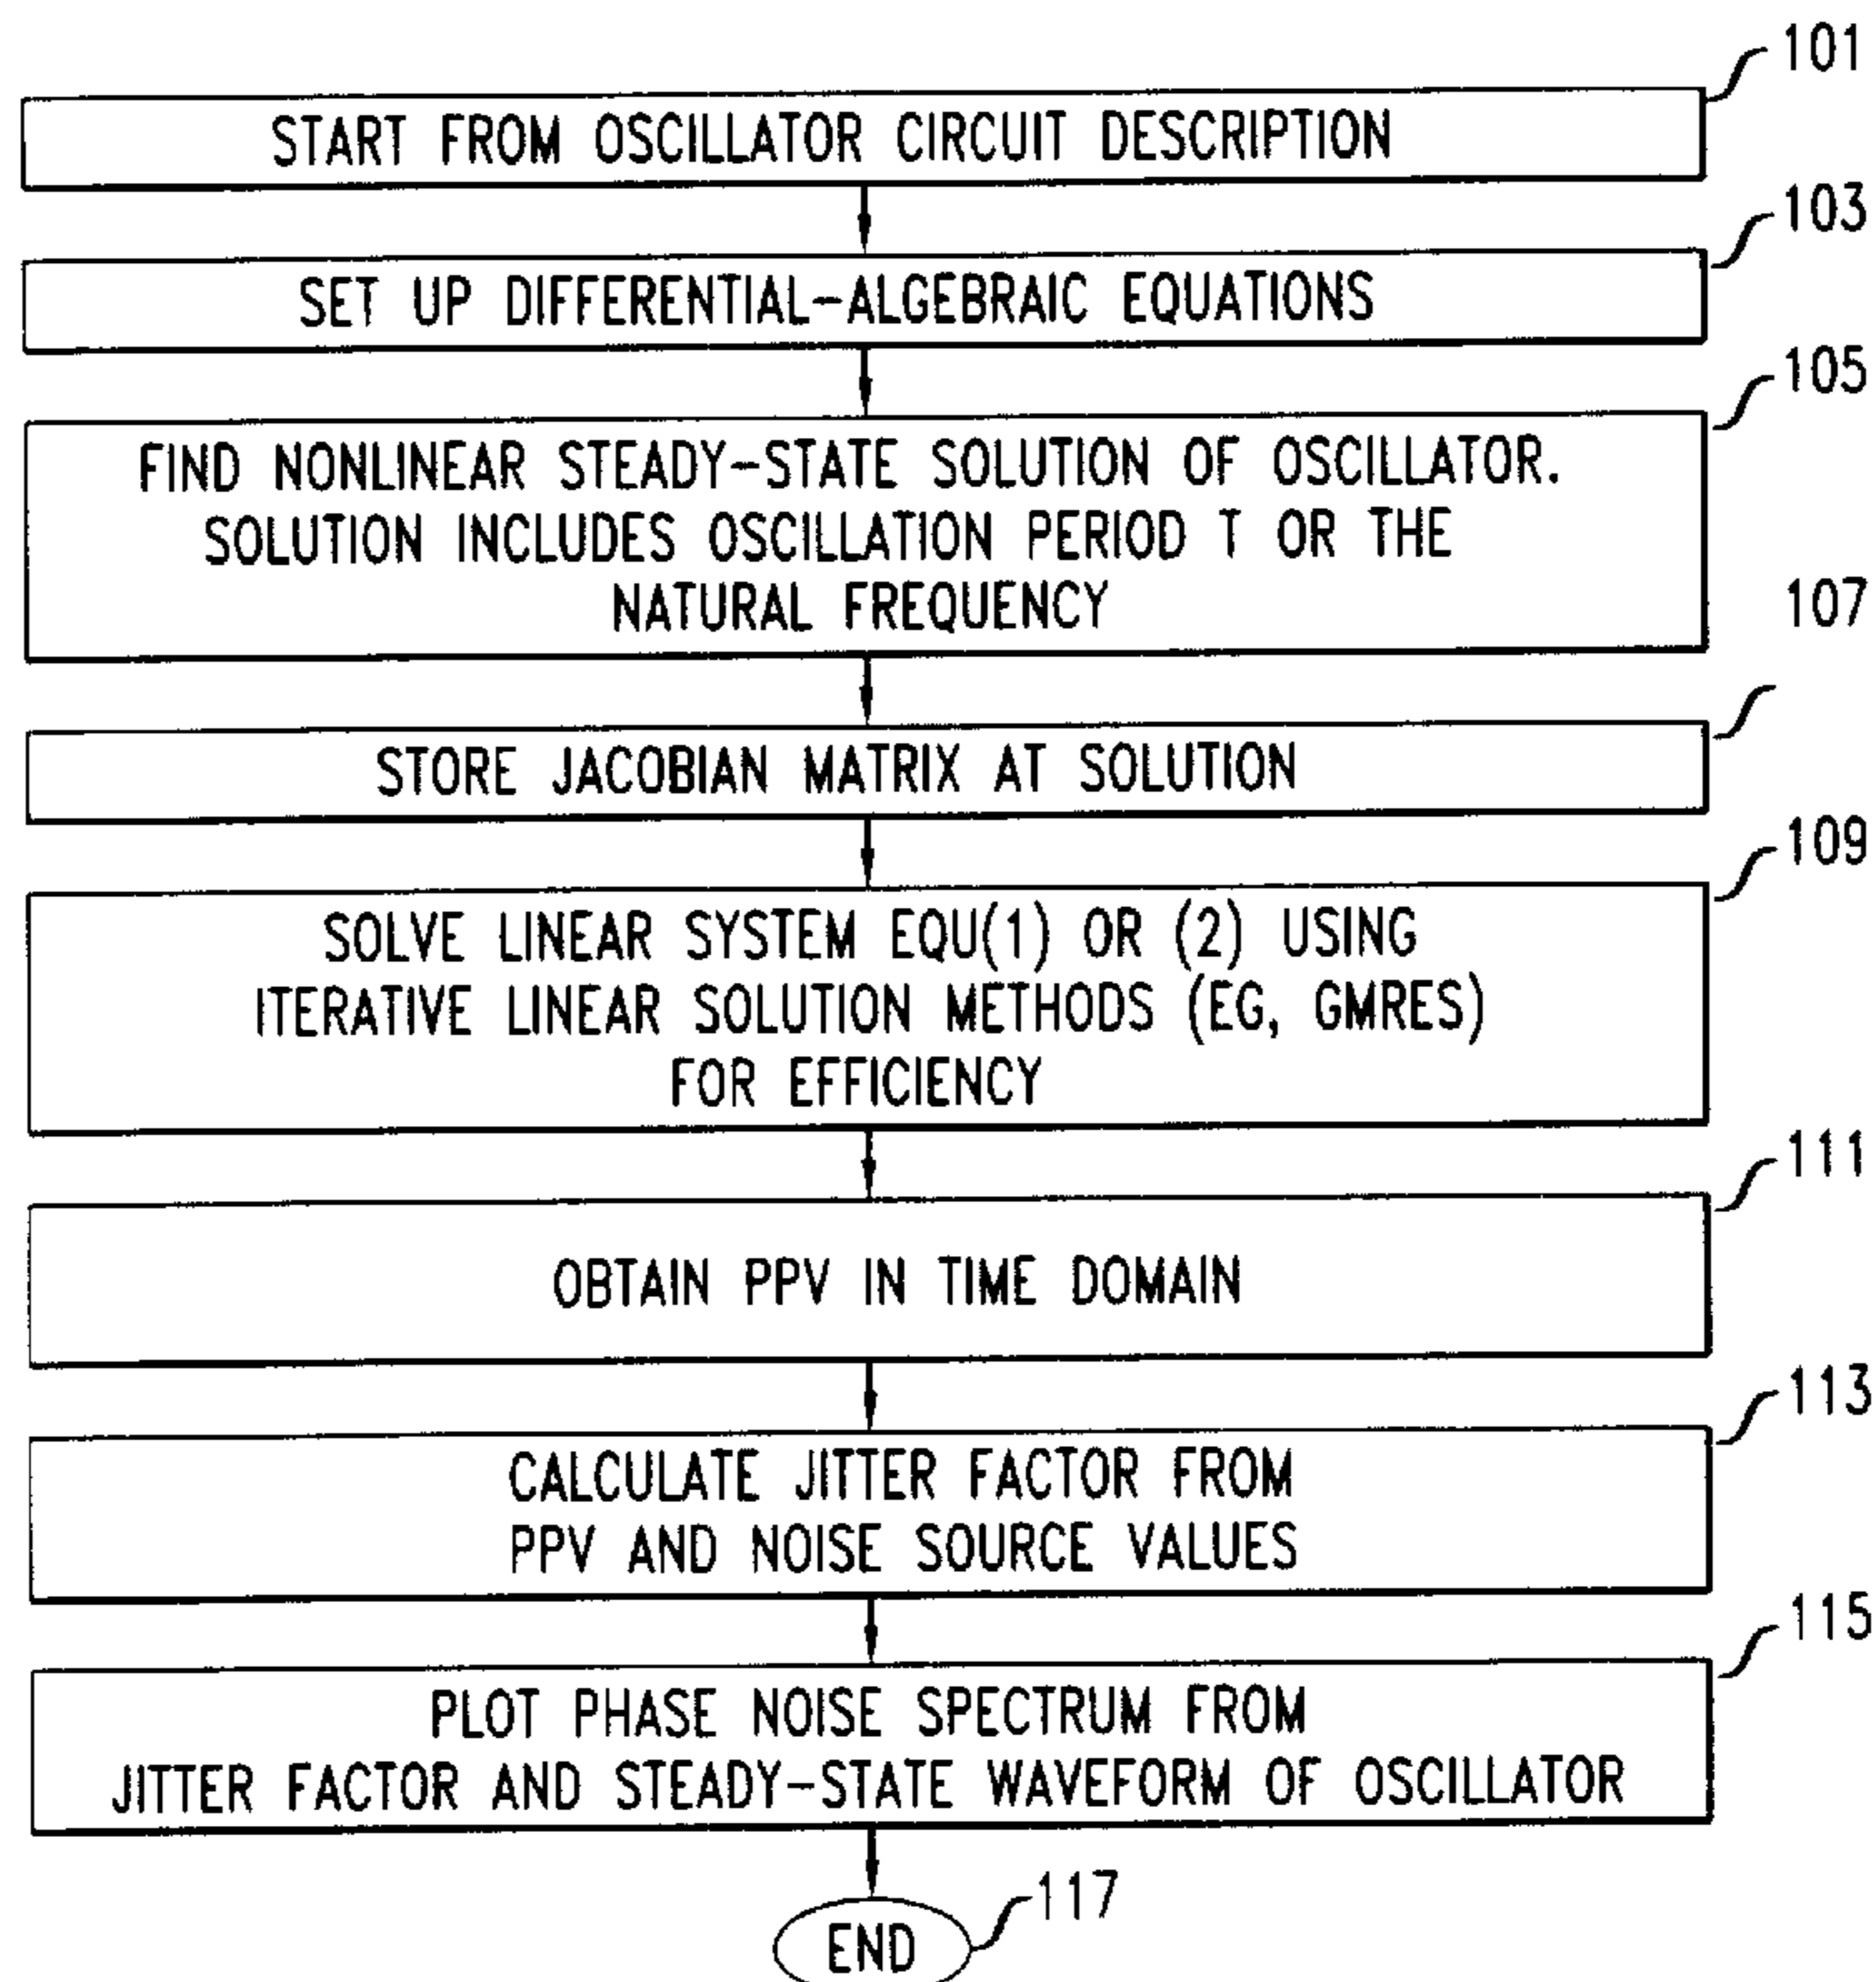 101
START FROM OSCILLATOR CIRCUIT DESCRIPTION
103
SET UP DIFFERENTIAL-ALGEBRAIC EQUATIONS
105
FIND NONLINEAR STEADY-STATE SOLUTION OF OSCILLATOR.
SOLUTION INCLUDES OSCILLATION PERIOD T OR THE
NATURAL FREQUENCY
107
STORE JACOBIAN MATRIX AT SOLUTION
109
SOLVE LINEAR SYSTEM EQU(1) OR (2) USING
ITERATIVE LINEAR SOLUTION METHODS (EG, GMRES)
FOR EFFICIENCY
111
OBTAIN PPV IN TIME DOMAIN
113
CALCULATE JITTER FACTOR FROM
PPV AND NOISE SOURCE VALUES
115
PLOT PHASE NOISE SPECTRUM FROM
JITTER FACTOR AND STEADY-STATE WAVEFORM OF OSCILLATOR
117
END